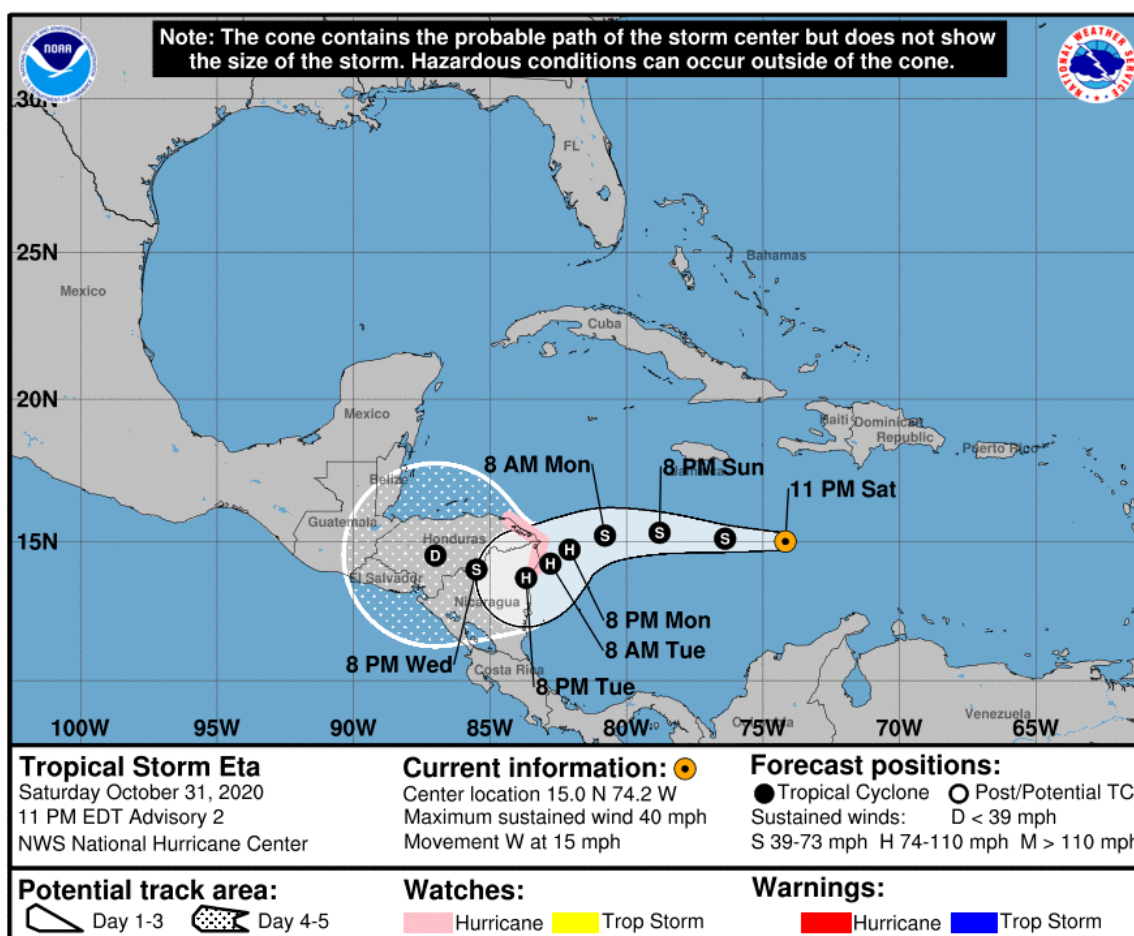 Note: The cone contains the probable path of the storm center but does not show
the size of the storm. Hazardous conditions can occur outside of the cone.
NOAA
NATIONAL WEATHER SERVICE
30N
FL
25N
Mexico
Bahamas
Cuba
20N
Mexico
Haiti
Dominican
Republic
Puerto Rico
Jamaica
8 AM Mon
8 PM Sun
11 PM Sat
Belize
Guatemala
15N
Honduras
D
S
H
H
H
S
S
S
El Salvador
Nicaragua
8 PM Mon
8 AM Tue
8 PM Wed
Costa Rica
8 PM Tue
Colombia
Venezuela
100W
95W
90W
85W
80W
75W
70W
65W
Tropical Storm Eta
Saturday October 31, 2020
11 PM EDT Advisory 2
NWS National Hurricane Center
Current information:
Center location 15.0 N 74.2 W
Maximum sustained wind 40 mph
Movement W at 15 mph
Forecast positions:
Tropical Cyclone Post/Potential TC
Sustained winds: D < 39 mph
S 39-73 mph H 74-110 mph M > 110 mph
Potential track area:
Day 1-3 Day 4-5
Watches:
Hurricane Trop Storm
Warnings:
Hurricane Trop Storm